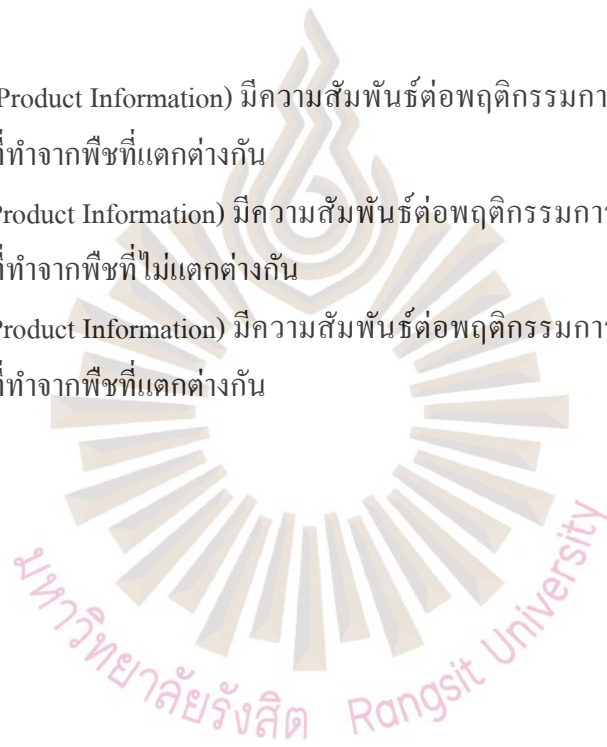 Product Information) มีความสัมพันธ์ต่อพฤติกรรมกา
ที่ทำจากพืชที่แตกต่างกัน
Product Information) มีความสัมพันธ์ต่อพฤติกรรมการ
ที่ทำจากพืชที่ไม่แตกต่างกัน
Product Information) มีความสัมพันธ์ต่อพฤติกรรมการ
ที่ทำจากพืชที่แตกต่างกัน
มหาวิทยาลัยรังสิต Rangsit University